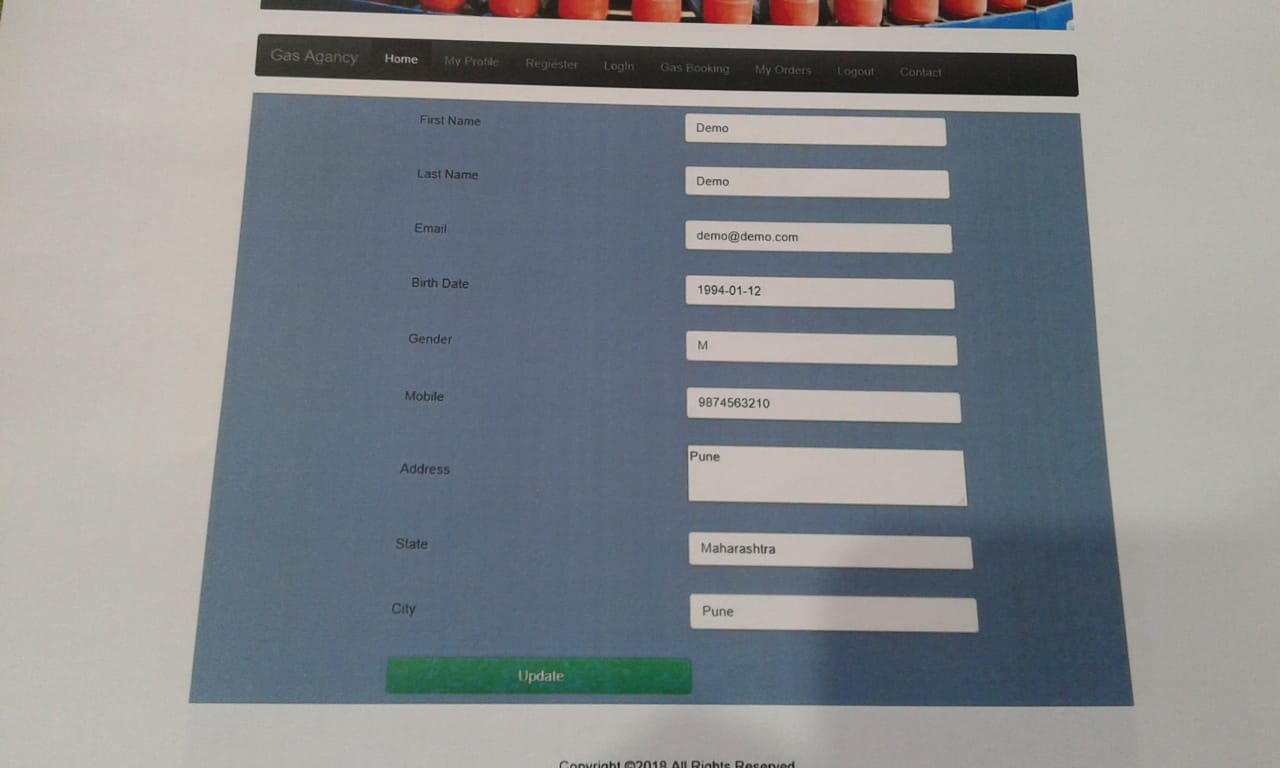 Gas Agancy Home My Profile Regiester LogIn Gas Booking My Orders Logout Contact
First Name Demo
Last Name Demo
Email demo@demo.com
Birth Date 1994-01-12
Gender M
Mobile 9874563210
Address Pune
State Maharashtra
City Pune
Update
Copyright ©2018 All Rights Reserved